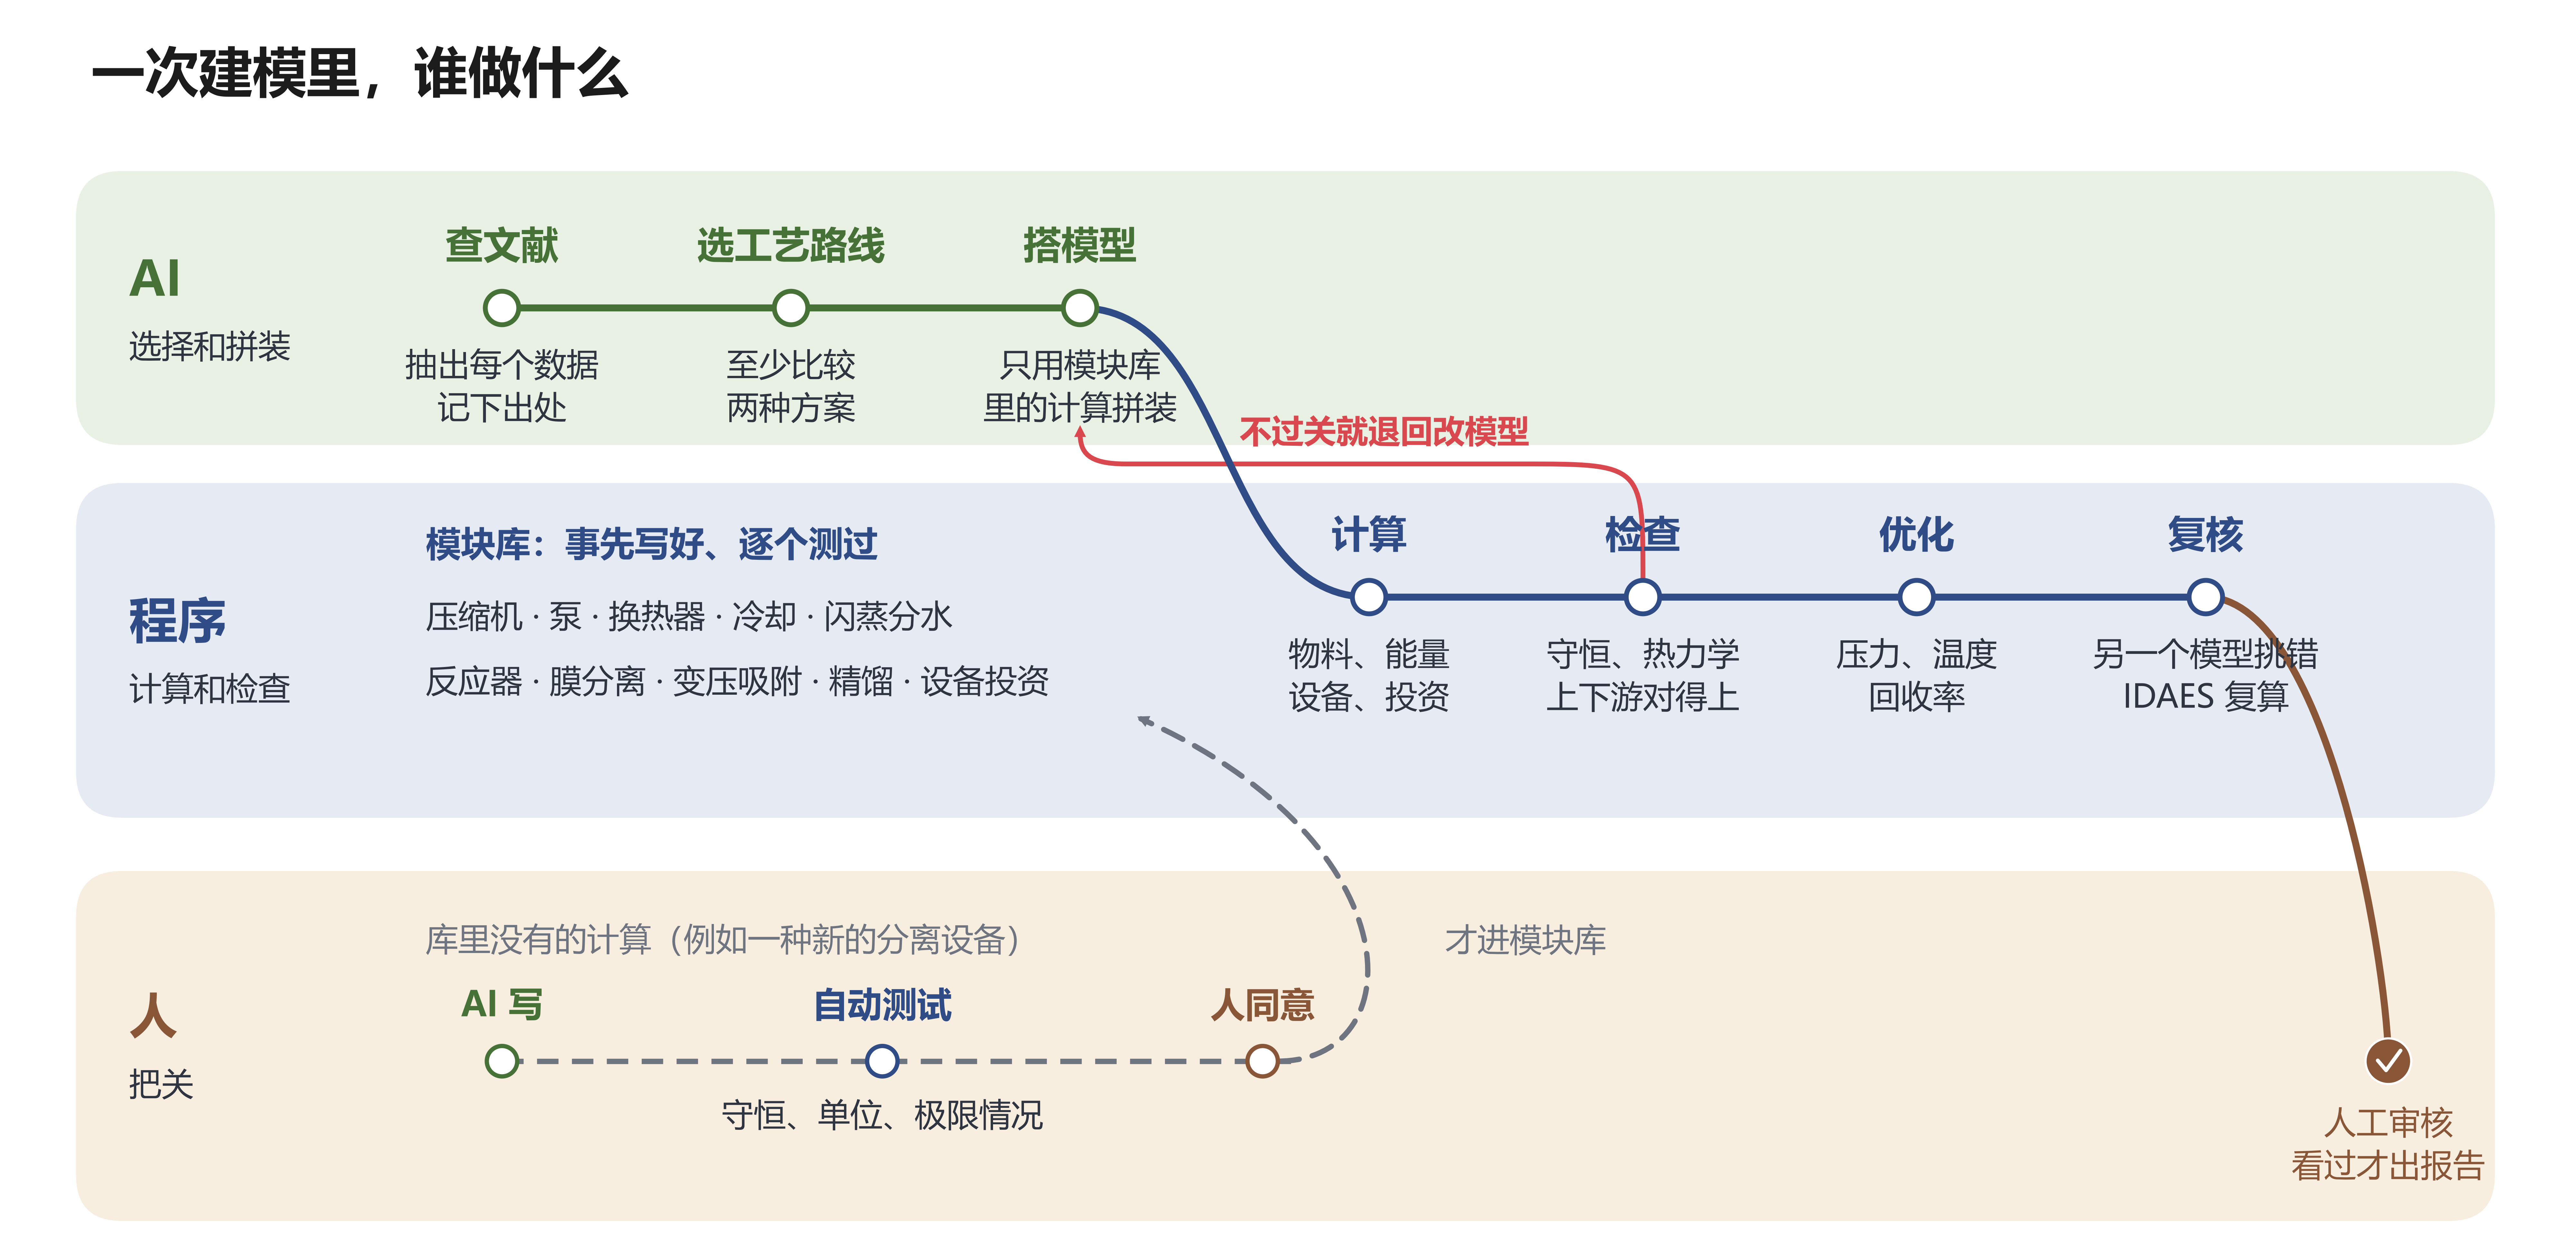 一次建模里，谁做什么
AI
选择和拼装
查文献
抽出每个数据
记下出处
选工艺路线
至少比较
两种方案
搭模型
只用模块库
里的计算拼装
不过关就退回改模型
程序
计算和检查
模块库：事先写好、逐个测过
压缩机 · 泵 · 换热器 · 冷却 · 闪蒸分水
反应器 · 膜分离 · 变压吸附 · 精馏 · 设备投资
计算
物料、能量
设备、投资
检查
守恒、热力学
上下游对得上
优化
压力、温度
回收率
复核
另一个模型挑错
IDAES 复算
人
把关
库里没有的计算（例如一种新的分离设备）
才进模块库
AI 写
自动测试
守恒、单位、极限情况
人同意
人工审核
看过才出报告